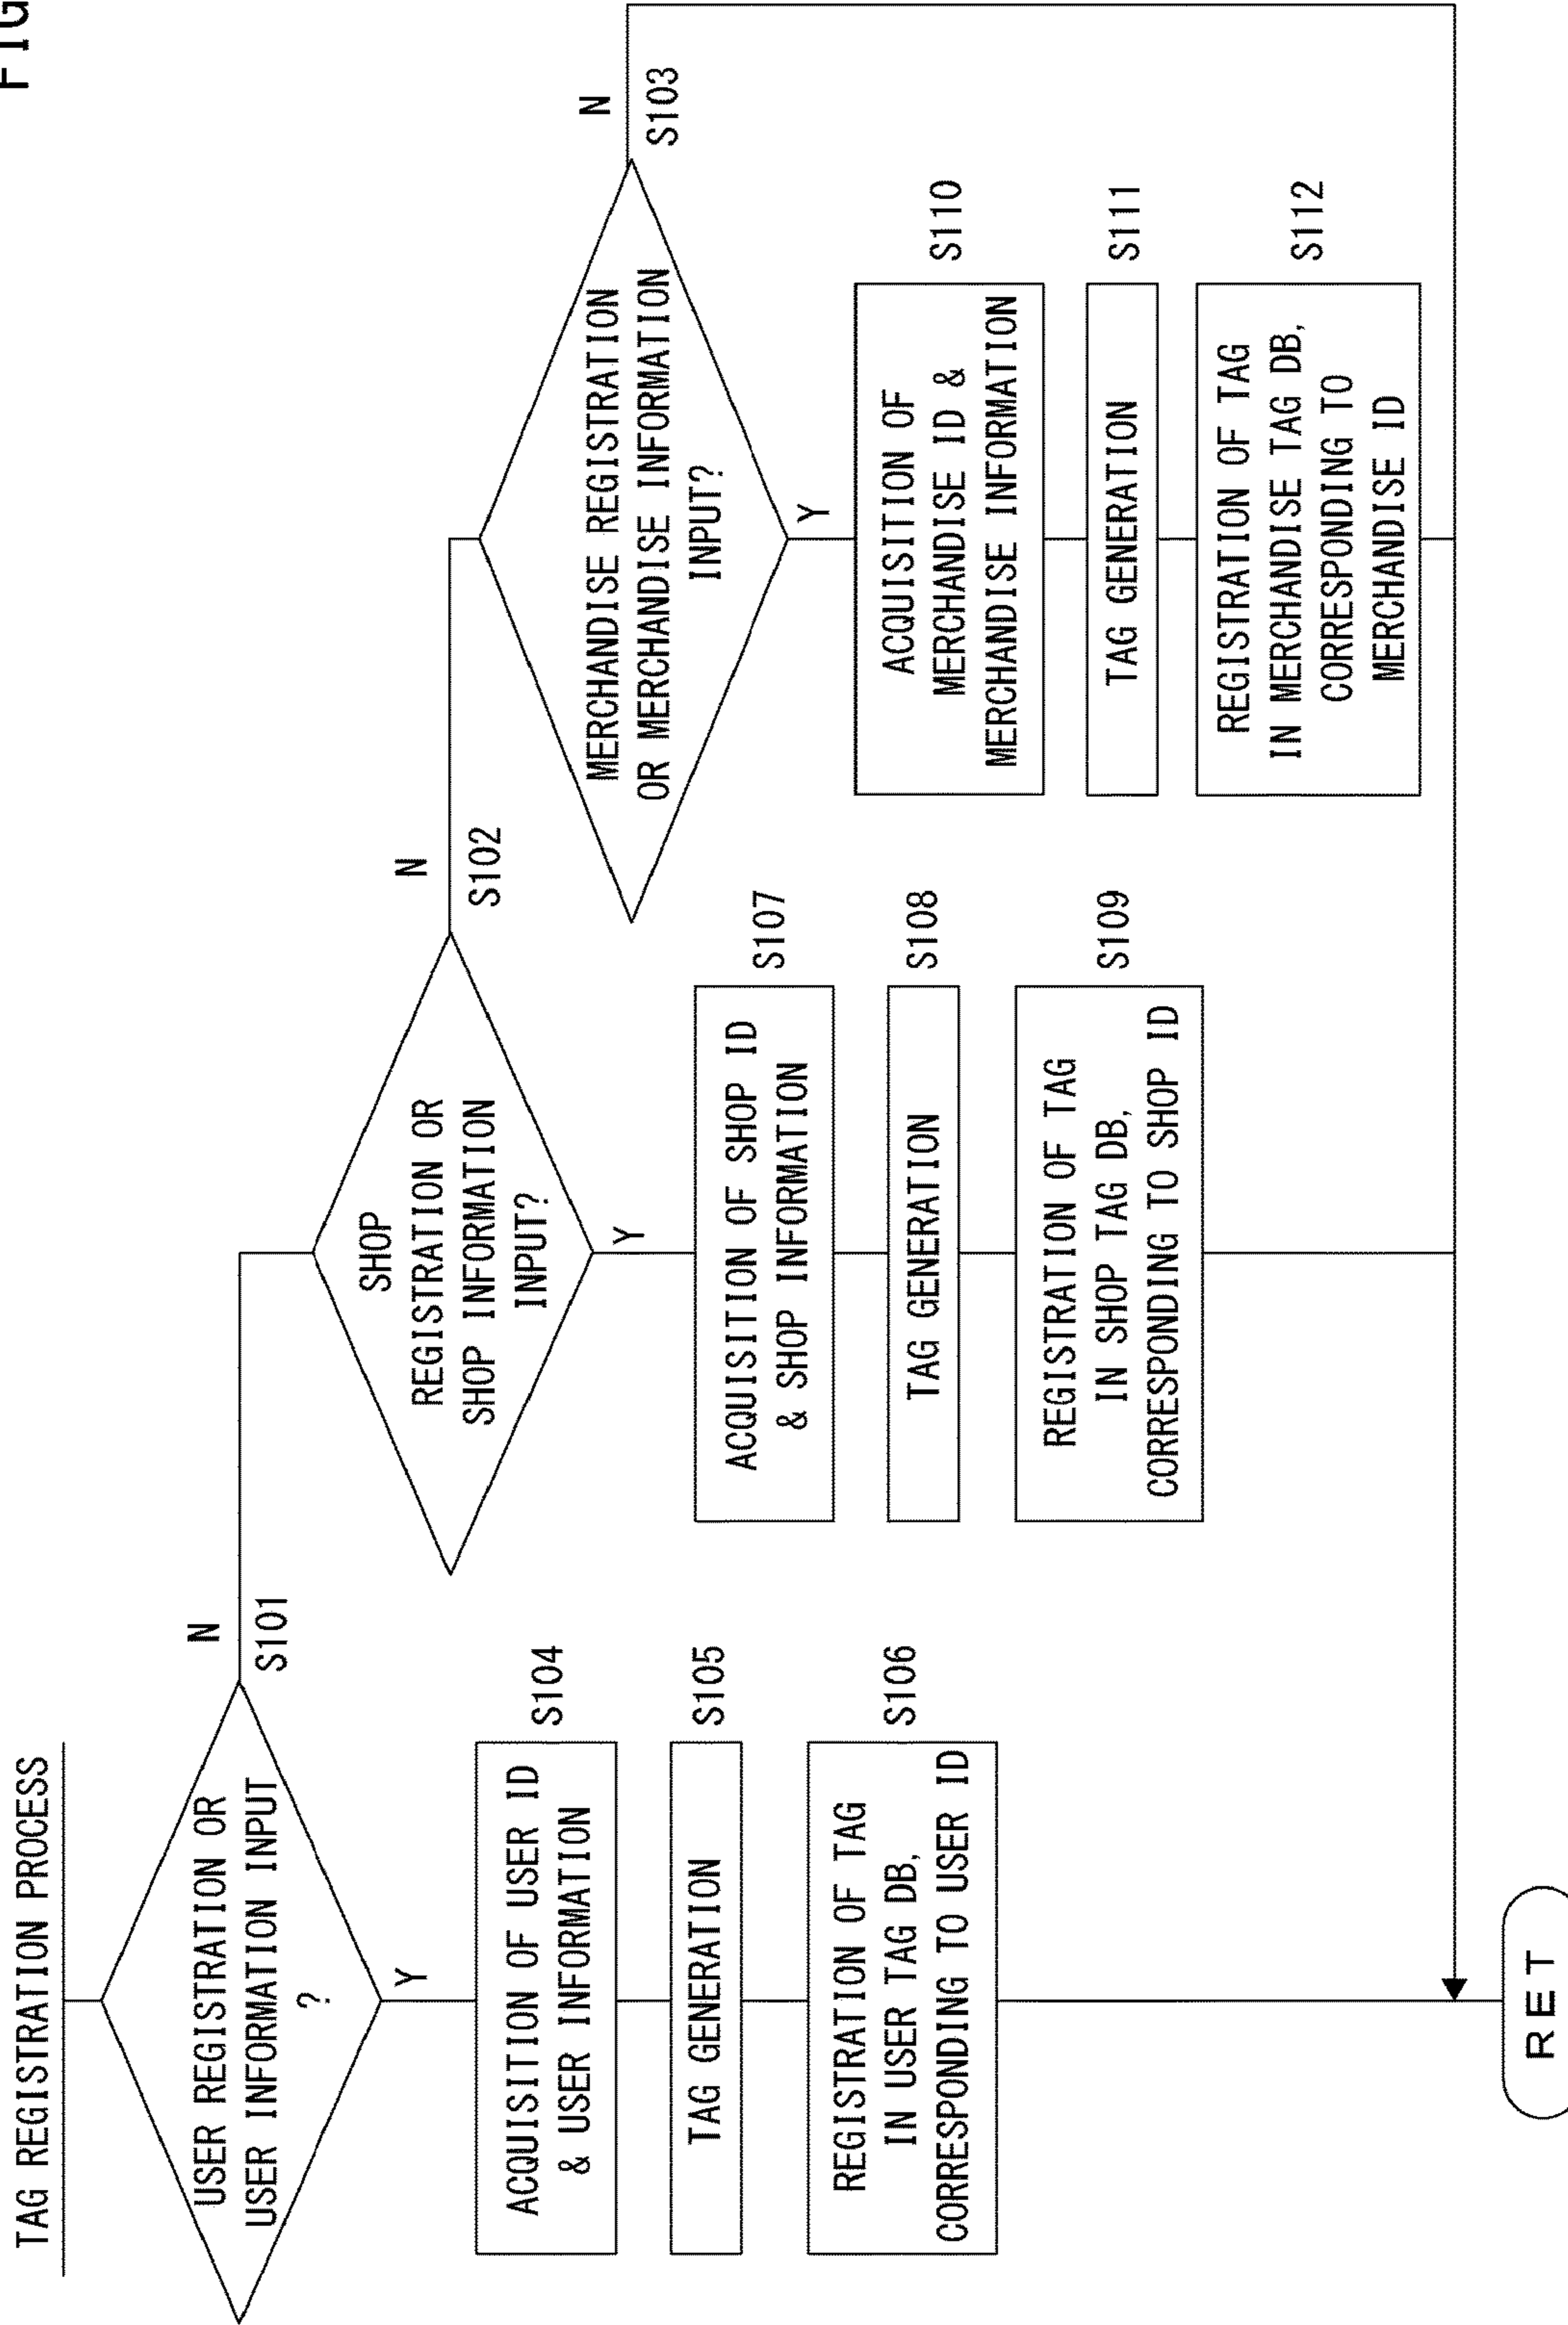 FIG
TAG REGISTRATION PROCESS
USER REGISTRATION OR
USER INFORMATION INPUT
?
N
S101
Y
ACQUISITION OF USER ID
& USER INFORMATION
S104
TAG GENERATION
S105
REGISTRATION OF TAG
IN USER TAG DB,
CORRESPONDING TO USER ID
S106
SHOP
REGISTRATION OR
SHOP INFORMATION
INPUT?
N
S102
Y
ACQUISITION OF SHOP ID
& SHOP INFORMATION
S107
TAG GENERATION
S108
REGISTRATION OF TAG
IN SHOP TAG DB,
CORRESPONDING TO SHOP ID
S109
MERCHANDISE REGISTRATION
OR MERCHANDISE INFORMATION
INPUT?
N
S103
Y
ACQUISITION OF
MERCHANDISE ID &
MERCHANDISE INFORMATION
S110
TAG GENERATION
S111
REGISTRATION OF TAG
IN MERCHANDISE TAG DB,
CORRESPONDING TO
MERCHANDISE ID
S112
RET